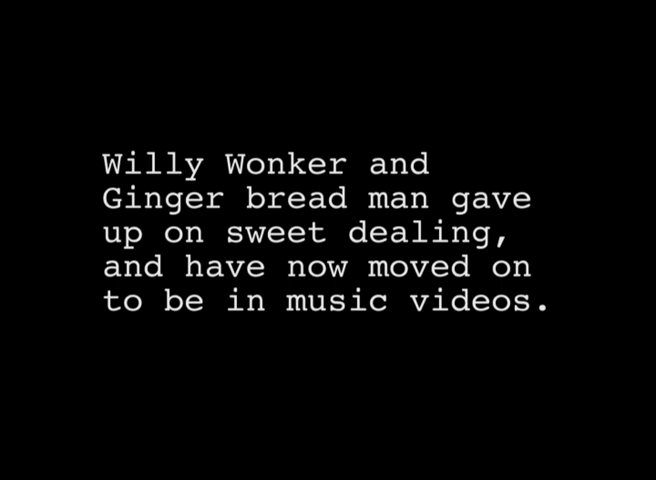 Willy Wonker and
Ginger bread man gave
up on sweet dealing,
and have now moved on
to be in music videos.